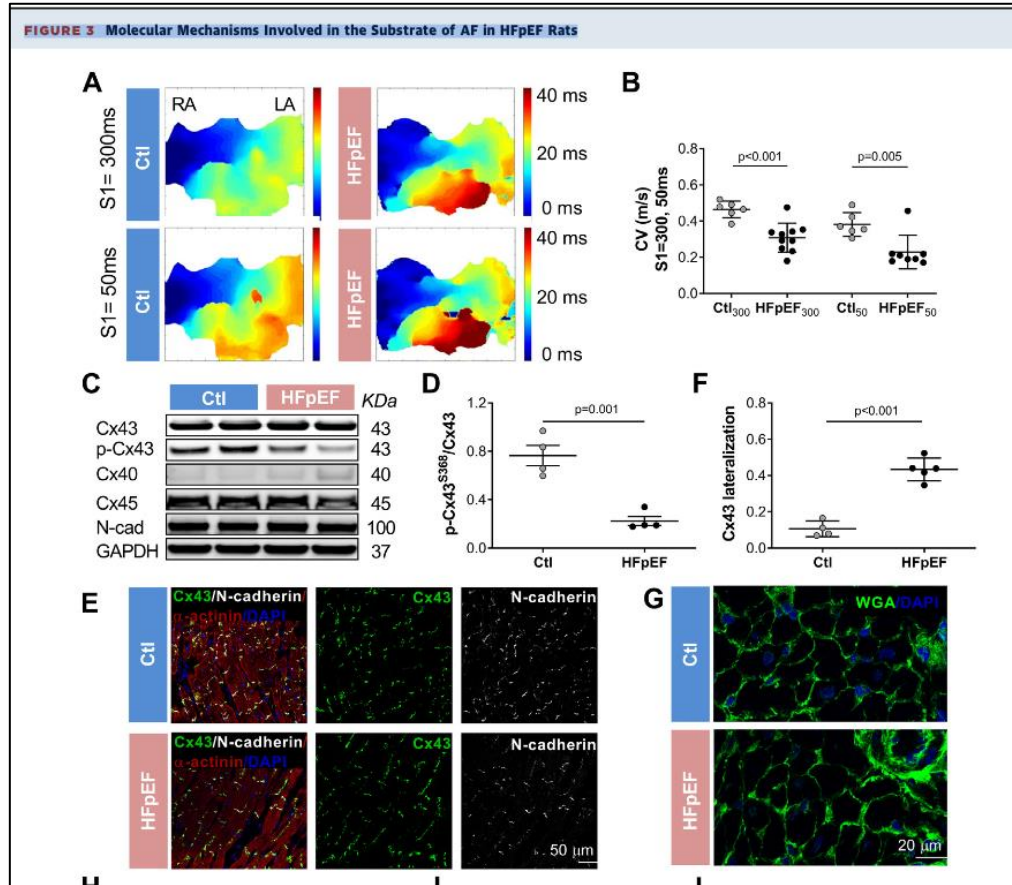 FIGURE 3 Molecular Mechanisms Involved in the Substrate of AF in HFpEF Rats
A
S1= 300ms
Ctl
RA LA
HFpEF
40 ms
20 ms
0 ms
S1= 50ms
Ctl
HFpEF
40 ms
20 ms
0 ms
B
CV (m/s)
S1=300, 50ms
0.8
0.6
0.4
0.2
0.0
p<0.001
p=0.005
Ctl300 HFpEF300 Ctl50 HFpEF50
C
Ctl HFpEF KDa
Cx43 43
p-Cx43 43
Cx40 40
Cx45 45
N-cad 100
GAPDH 37
D
p-Cx43S368/Cx43
1.2
0.8
0.4
0.0
p=0.001
Ctl HFpEF
F
Cx43 lateralization
0.8
0.6
0.4
0.2
0.0
p<0.001
Ctl HFpEF
E
Ctl
Cx43/N-cadherin/
α-actinin/DAPI
Cx43
N-cadherin
HFpEF
Cx43/N-cadherin/
α-actinin/DAPI
Cx43
N-cadherin
50 µm
G
Ctl
WGA/DAPI
HFpEF
20 µm